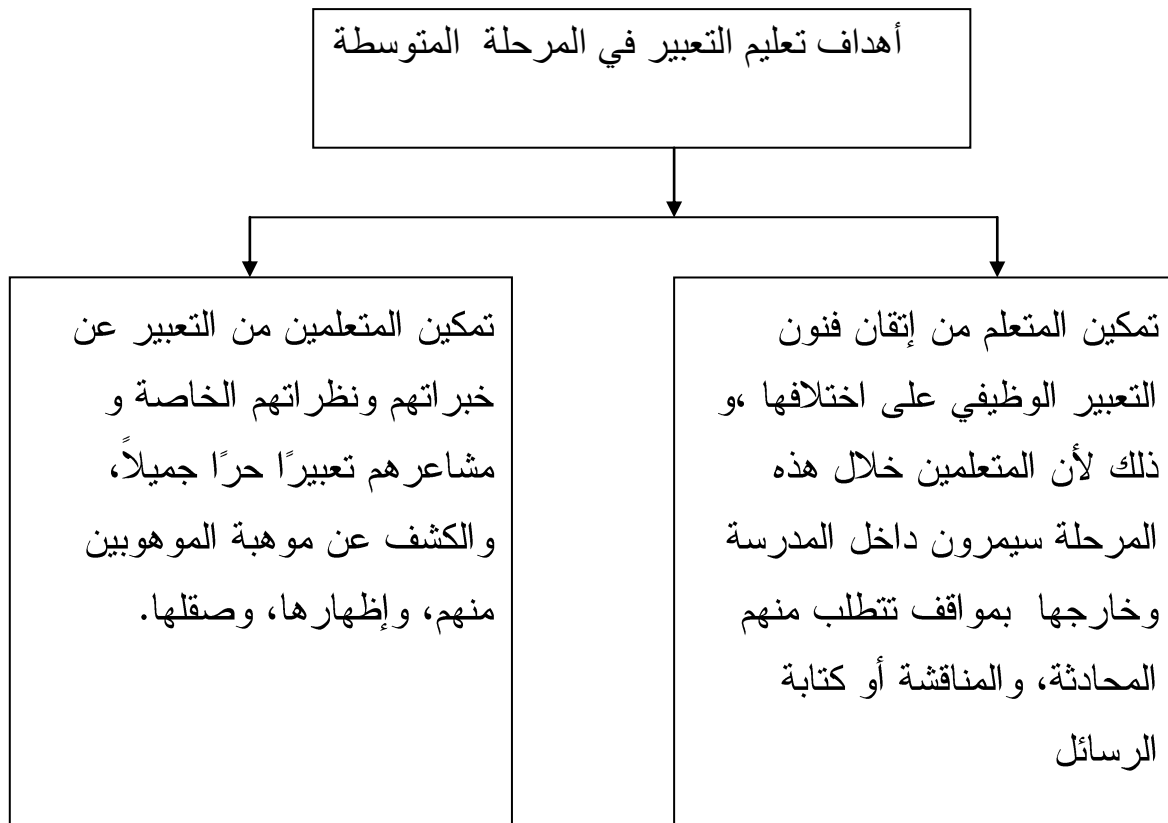 أهداف تعليم التعبير في المرحلة المتوسطة
تمكين المتعلم من إتقان فنون
التعبير الوظيفي على اختلافها ،و
ذلك لأن المتعلمين خلال هذه
المرحلة سيمرون داخل المدرسة
وخارجها بمواقف تتطلب منهم
المحادثة، والمناقشة أو كتابة
الرسائل
تمكين المتعلمين من التعبير عن
خبراتهم ونظراتهم الخاصة و
مشاعرهم تعبيرًا حرًا جميلاً،
والكشف عن موهبة الموهوبين
منهم، وإظهارها، وصقلها.